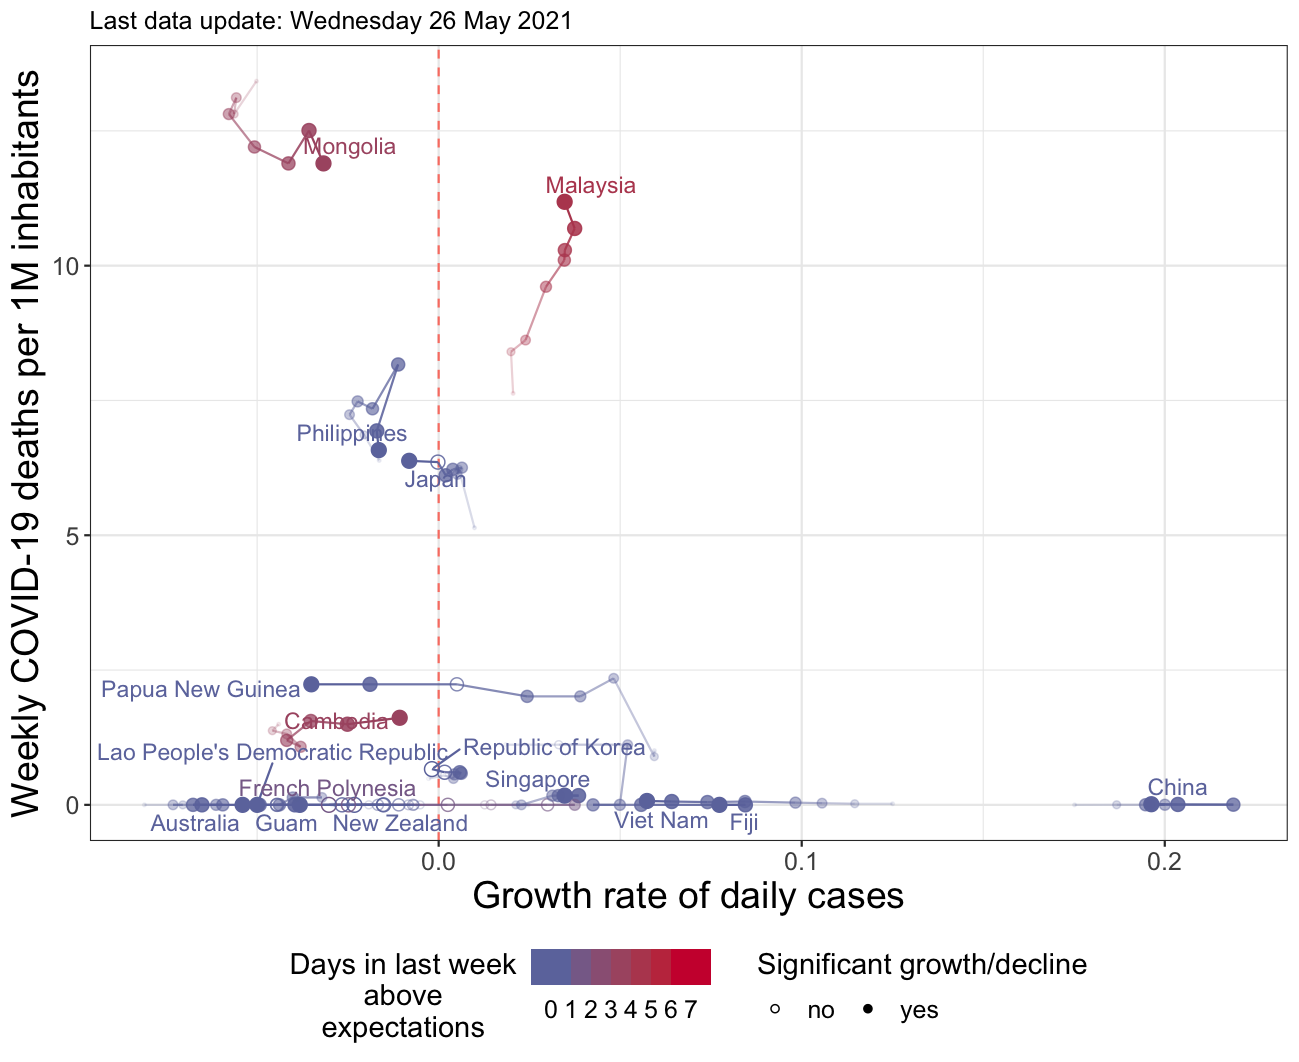 Last data update: Wednesday 26 May 2021
Weekly COVID-19 deaths per 1M inhabitants
10
5
0
Mongolia
Malaysia
Philippines
Japan
Papua New Guinea
Cambodia
Lao People's Democratic Republic
Republic of Korea
French Polynesia
Singapore
China
Australia
Guam
New Zealand
Viet Nam
Fiji
0.0
0.1
0.2
Growth rate of daily cases
Days in last week
above
expectations
0 1 2 3 4 5 6 7
Significant growth/decline
no
yes